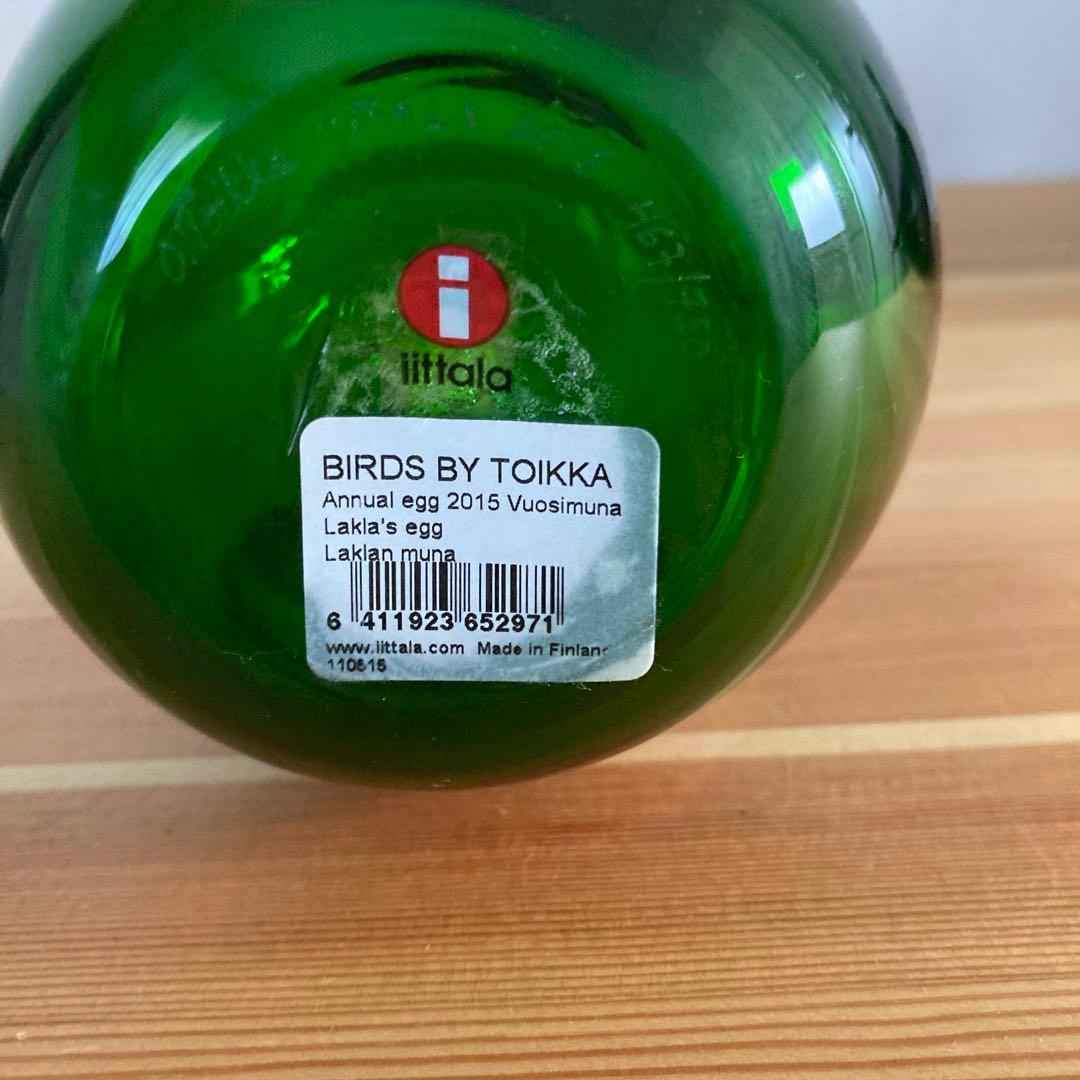 O.Toikka
iittala
BIRDS BY TOIKKA
Annual egg 2015 Vuosimuna
Lakla's egg
Laklan muna
6 411923 652971
www.iittala.com Made in Finland
110515